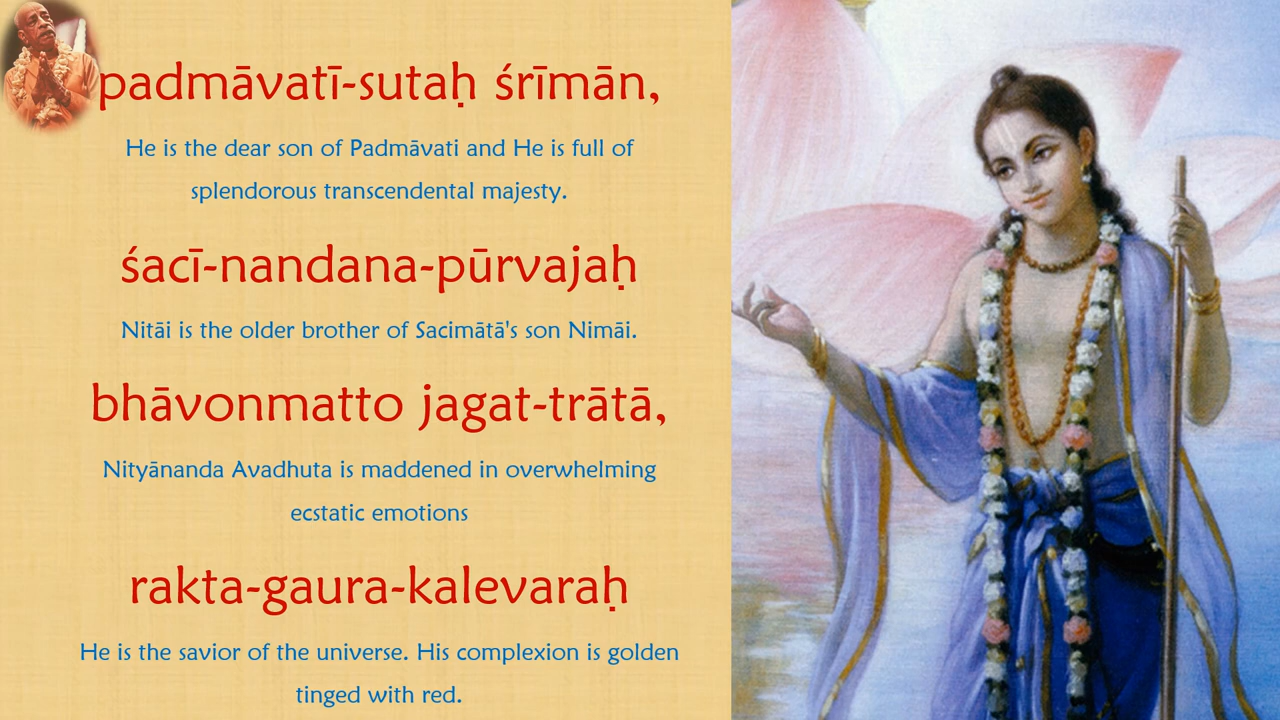 padmāvatī-sutaḥ śrīmān,
He is the dear son of Padmāvati and He is full of
splendorous transcendental majesty.
śacī-nandana-pūrvajaḥ
Nitāi is the older brother of Sacimātā's son Nimāi.
bhāvonmatto jagat-trātā,
Nityānanda Avadhuta is maddened in overwhelming
ecstatic emotions
rakta-gaura-kalevaraḥ
He is the savior of the universe. His complexion is golden
tinged with red.